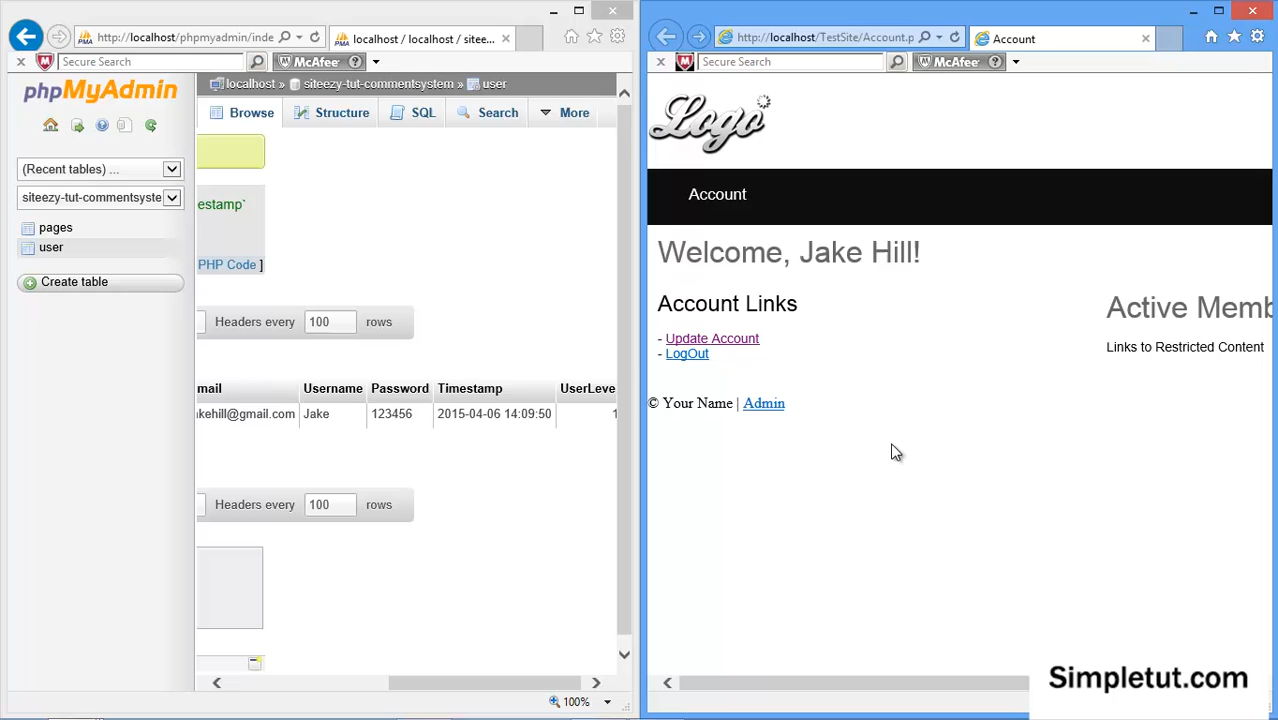 http://localhost/phpmyadmin/inde
localhost / localhost / sitee...
Secure Search
McAfee
phpMyAdmin
(Recent tables) ...
siteezy-tut-commentsyste
pages
user
Create table
localhost » siteezy-tut-commentsystem » user
Browse
Structure
SQL
Search
More
estamp`
PHP Code ]
Headers every 100 rows
mail Username Password Timestamp UserLeve
akehill@gmail.com Jake 123456 2015-04-06 14:09:50 1
Headers every 100 rows
100%
http://localhost/TestSite/Account.p
Account
Secure Search
McAfee
Logo
Account
Welcome, Jake Hill!
Account Links
- Update Account
- LogOut
Active Memb
Links to Restricted Content
© Your Name | Admin
Simpletut.com